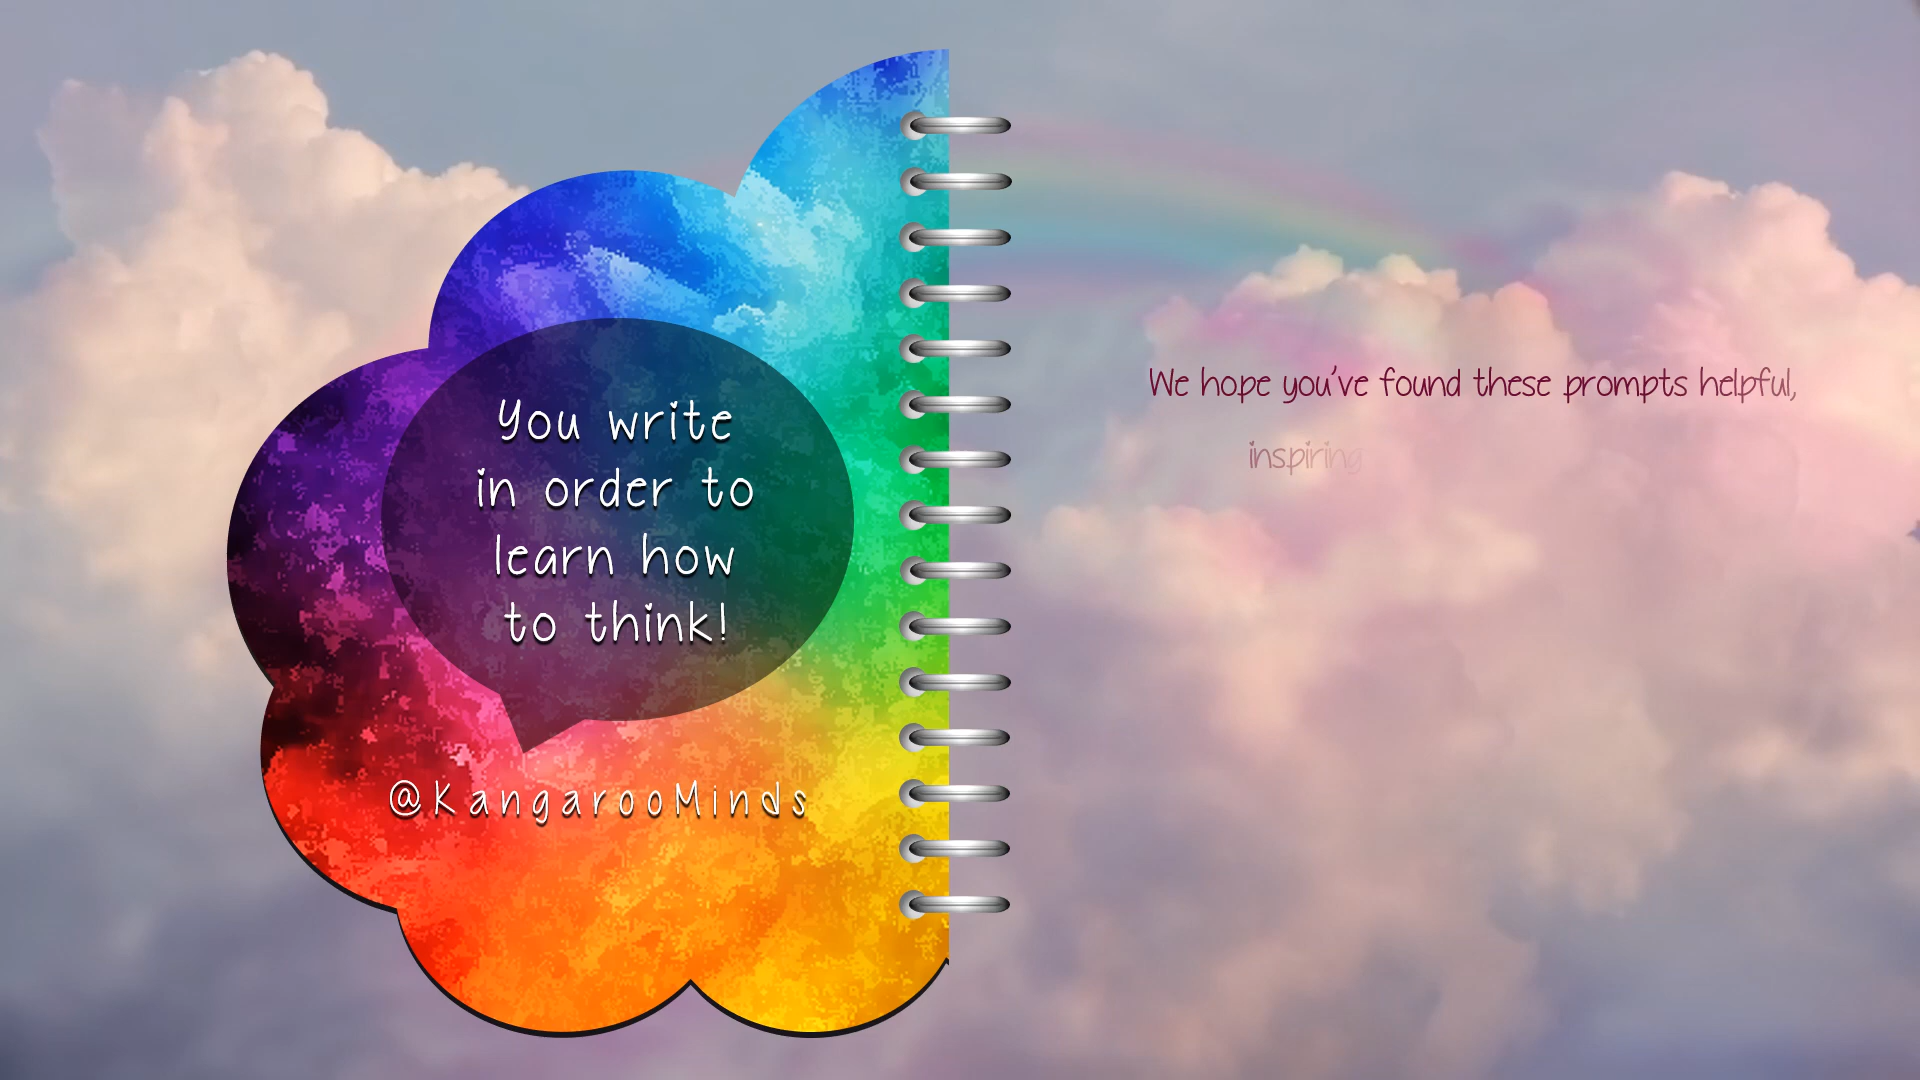 You write
in order to
learn how
to think!
@KangarooMinds
We hope you've found these prompts helpful,
inspiring